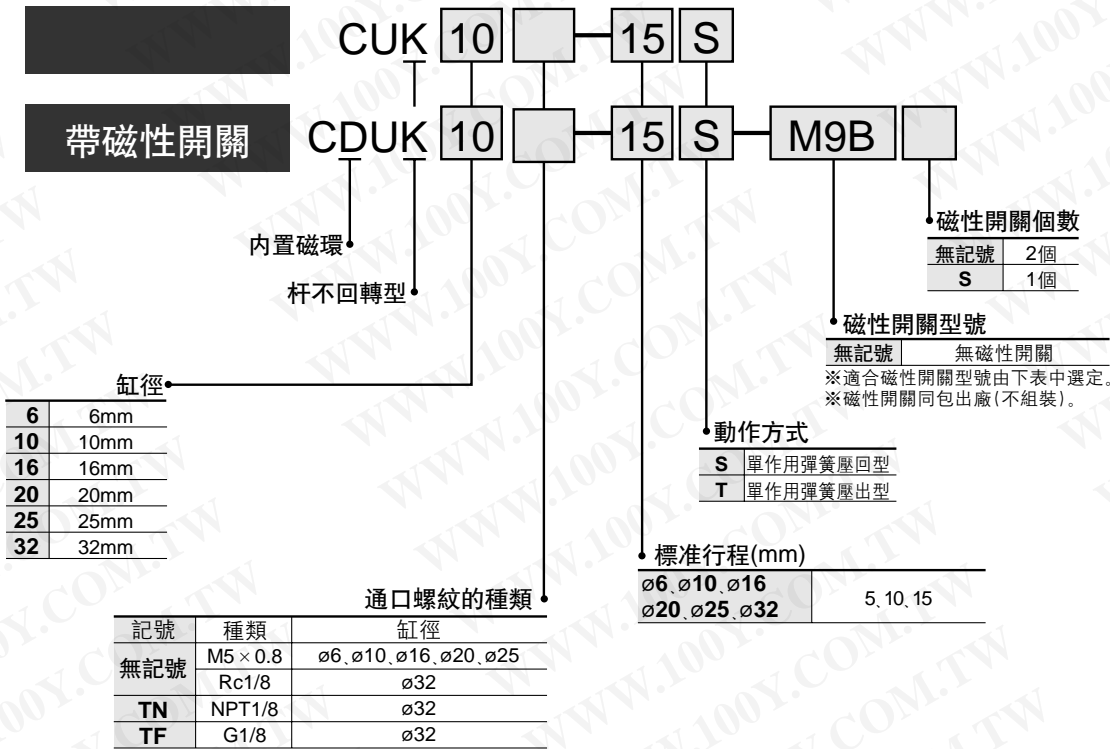 CUK 10 15 S
帶磁性開關 CDUK 10 15 S M9B
内置磁環
杆不回轉型
磁性開關個數
無記號 2個
S 1個
磁性開關型號
無記號 無磁性開關
※適合磁性開關型號由下表中選定。
※磁性開關同包出廠(不組裝)。
缸徑
6 6mm
10 10mm
16 16mm
20 20mm
25 25mm
32 32mm
動作方式
S 單作用彈簧壓回型
T 單作用彈簧壓出型
標准行程(mm)
ø6、ø10、ø16
ø20、ø25、ø32 5、10、15
通口螺紋的種類
記號 種類 缸徑
無記號 M5×0.8 ø6、ø10、ø16、ø20、ø25
Rc1/8 ø32
TN NPT1/8 ø32
TF G1/8 ø32
WWW.100Y.COM.TW